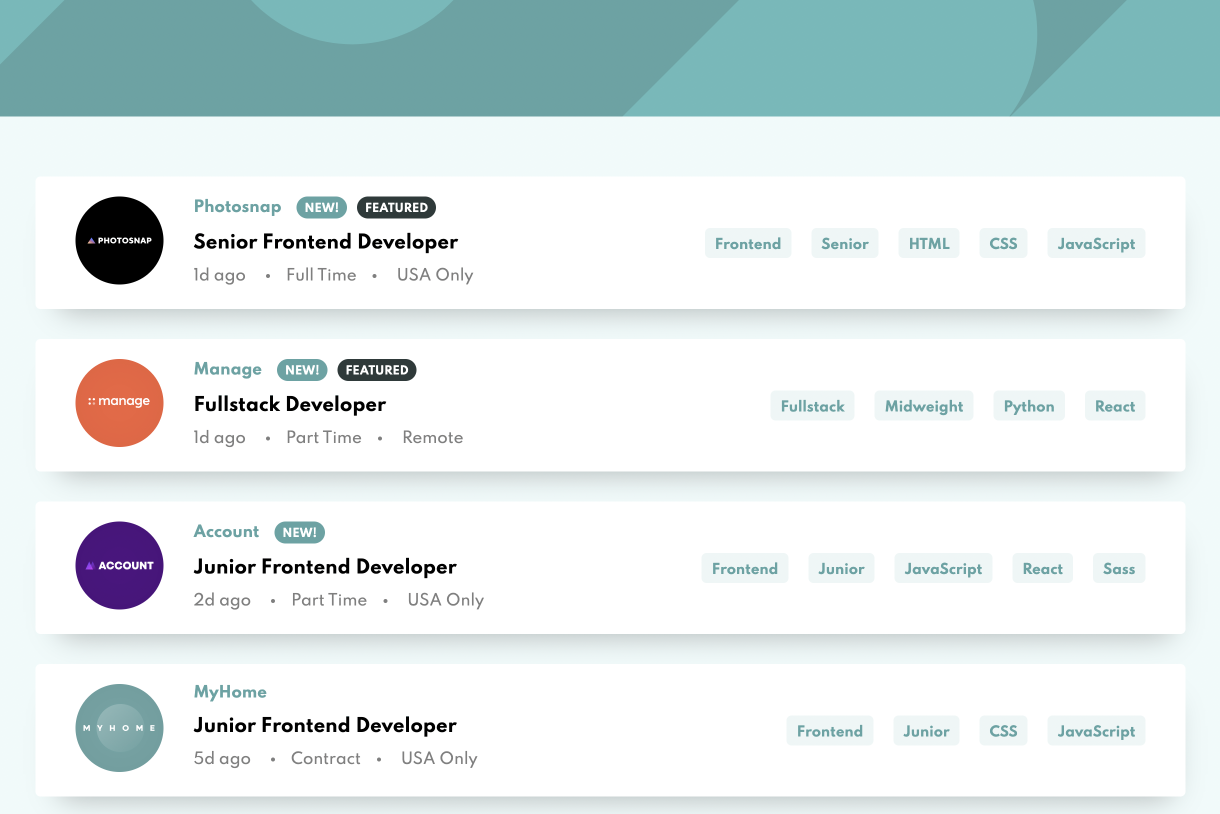 Photosnap NEW! FEATURED
PHOTOSNAP
Senior Frontend Developer
Frontend Senior HTML CSS JavaScript
1d ago • Full Time • USA Only
Manage NEW! FEATURED
:: manage
Fullstack Developer
Fullstack Midweight Python React
1d ago • Part Time • Remote
Account NEW!
ACCOUNT
Junior Frontend Developer
Frontend Junior JavaScript React Sass
2d ago • Part Time • USA Only
MyHome
MYHOME
Junior Frontend Developer
Frontend Junior CSS JavaScript
5d ago • Contract • USA Only